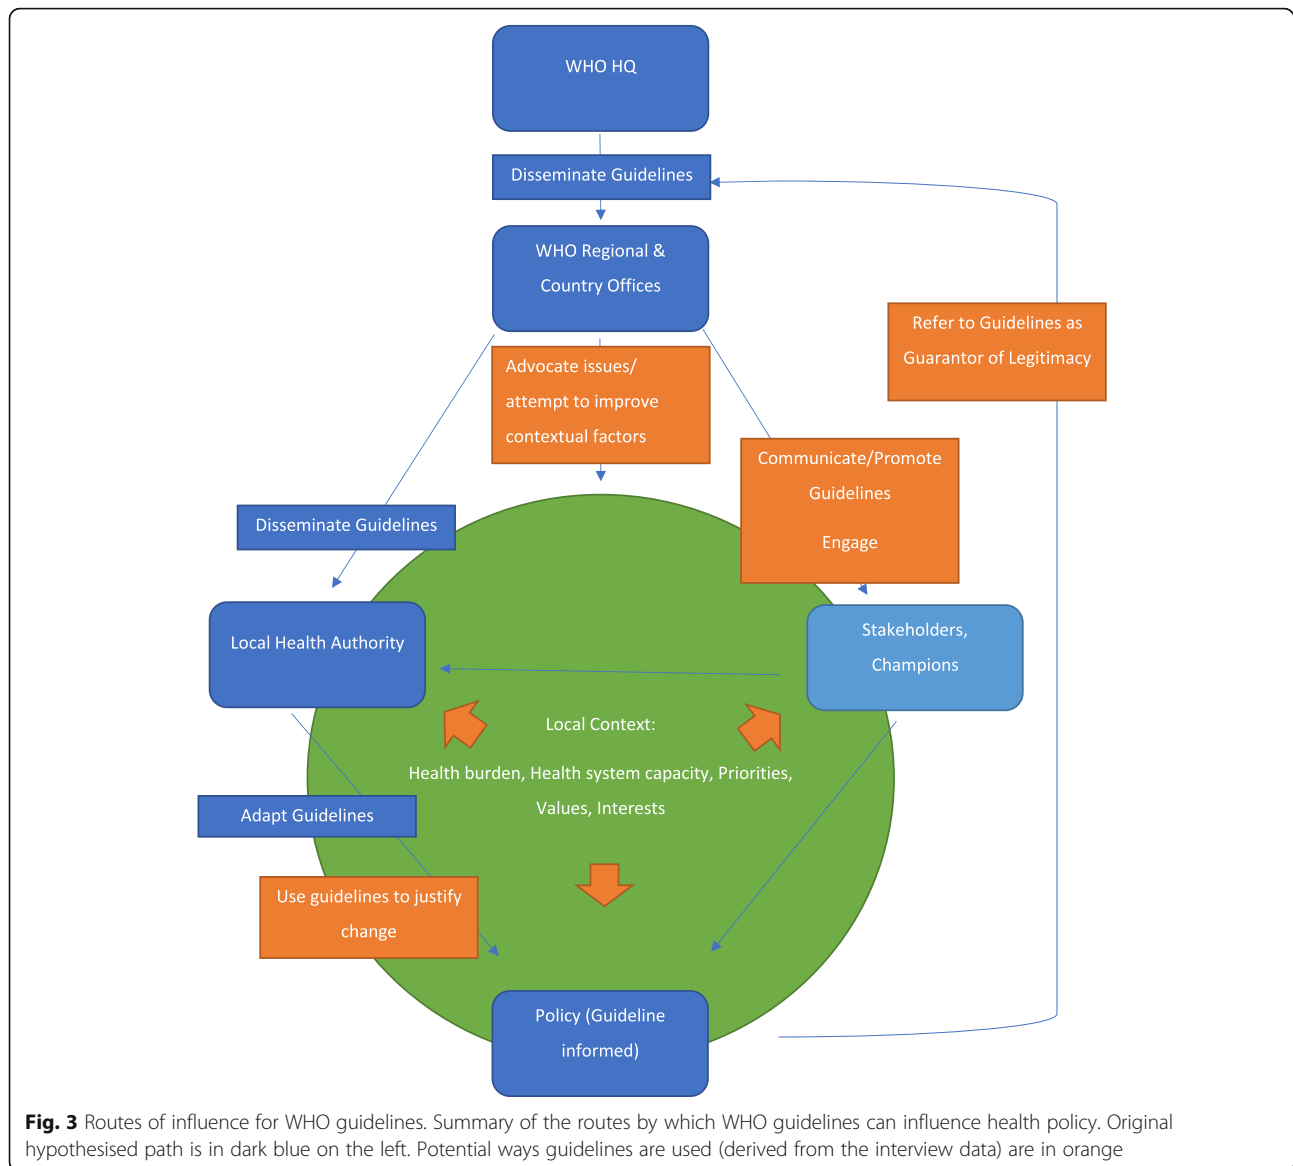 WHO HQ
Disseminate Guidelines
WHO Regional &
Country Offices
Refer to Guidelines as
Guarantor of Legitimacy
Advocate issues/
attempt to improve
contextual factors
Communicate/Promote
Guidelines
Engage
Disseminate Guidelines
Local Health Authority
Stakeholders,
Champions
Local Context:
Health burden, Health system capacity, Priorities,
Values, Interests
Adapt Guidelines
Use guidelines to justify
change
Policy (Guideline
informed)
Fig. 3 Routes of influence for WHO guidelines. Summary of the routes by which WHO guidelines can influence health policy. Original
hypothesised path is in dark blue on the left. Potential ways guidelines are used (derived from the interview data) are in orange